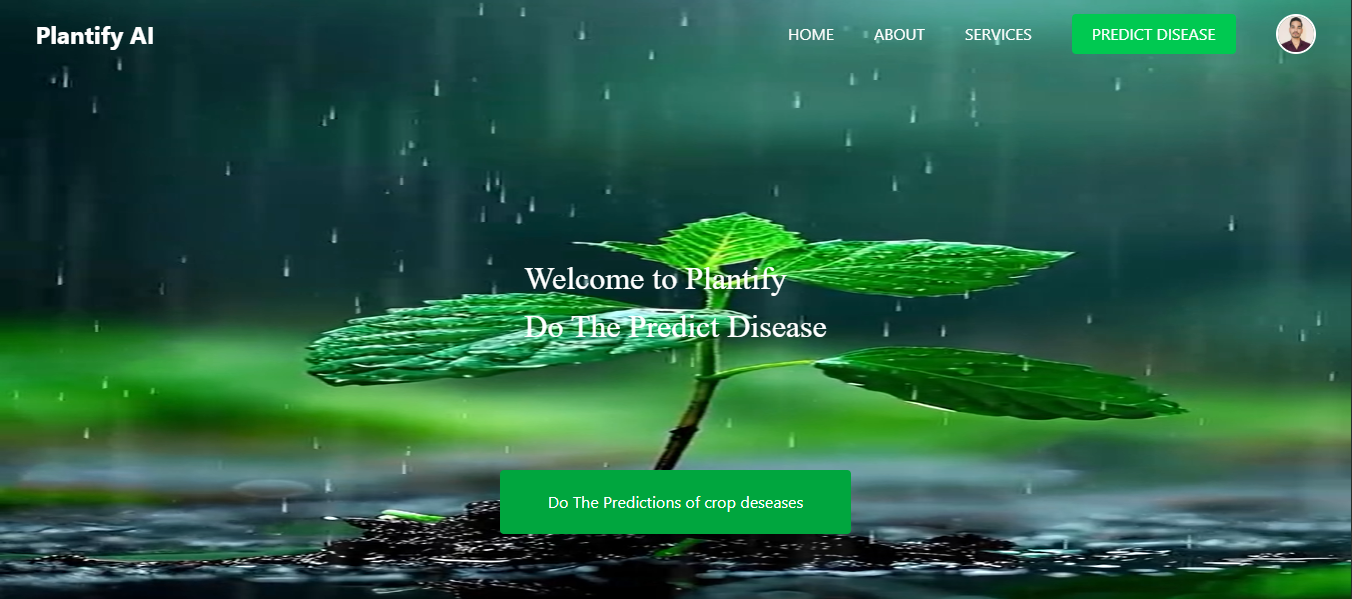 Plantify AI
HOME ABOUT SERVICES PREDICT DISEASE
Welcome to Plantify
Do The Predict Disease
Do The Predictions of crop deseases